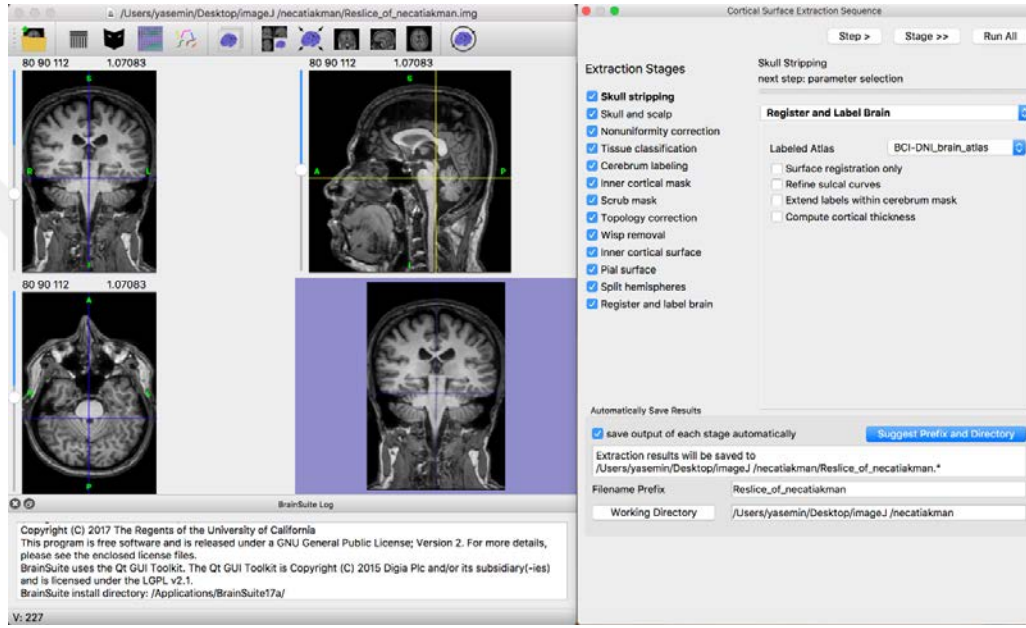 /Users/yasemin/Desktop/imageJ /necatiakman/Reslice_of_necatiakman.img
80 90 112 1.07083
80 90 112 1.07083
S
R
L
S
A
P
I
80 90 112 1.07083
A
R
L
P
BrainSuite Log
Copyright (C) 2017 The Regents of the University of California
This program is free software and is released under a GNU General Public License; Version 2. For more details,
please see the enclosed license files.
BrainSuite uses the Qt GUI Toolkit. The Qt GUI Toolkit is Copyright (C) 2015 Digia Plc and/or its subsidiary(-ies)
and is licensed under the LGPL v2.1.
BrainSuite install directory: /Applications/BrainSuite17a/
V: 227
Cortical Surface Extraction Sequence
Step >
Stage >>
Run All
Extraction Stages
Skull stripping
Skull and scalp
Nonuniformity correction
Tissue classification
Cerebrum labeling
Inner cortical mask
Scrub mask
Topology correction
Wisp removal
Inner cortical surface
Pial surface
Split hemispheres
Register and label brain
Skull Stripping
next step: parameter selection
Register and Label Brain
Labeled Atlas
BCI-DNI_brain_atlas
Surface registration only
Refine sulcal curves
Extend labels within cerebrum mask
Compute cortical thickness
Automatically Save Results
save output of each stage automatically
Suggest Prefix and Directory
Extraction results will be saved to
/Users/yasemin/Desktop/imageJ /necatiakman/Reslice_of_necatiakman.*
Filename Prefix
Reslice_of_necatiakman
Working Directory
/Users/yasemin/Desktop/imageJ /necatiakman